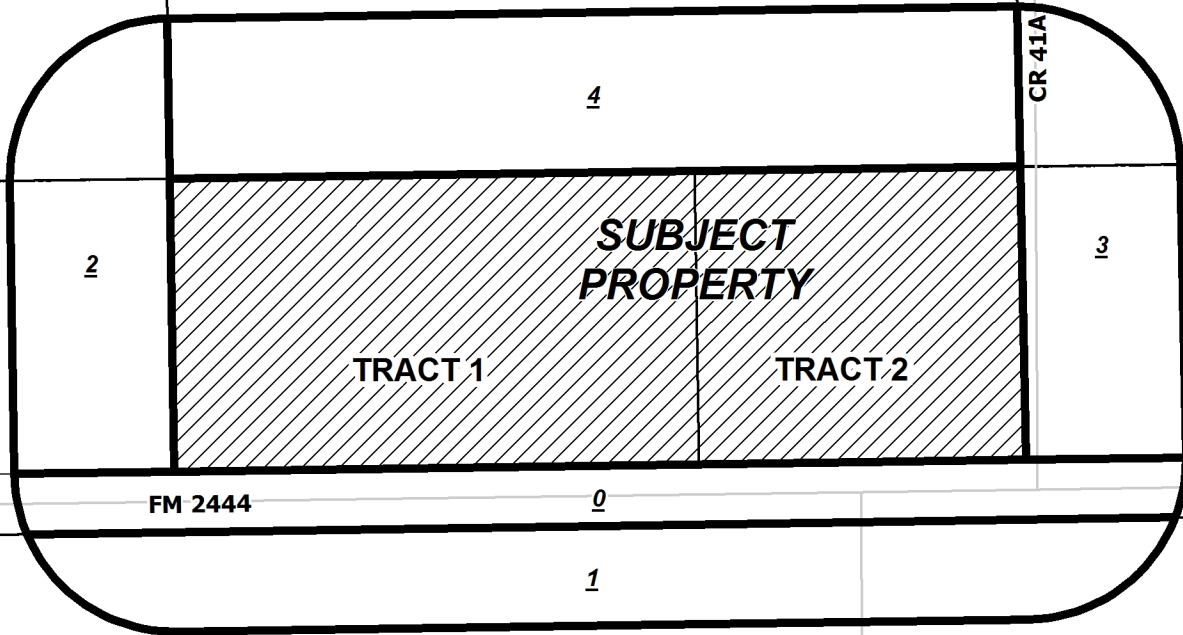 CR 41A
4
SUBJECT
PROPERTY
2
3
TRACT 1
TRACT 2
FM 2444
0
1